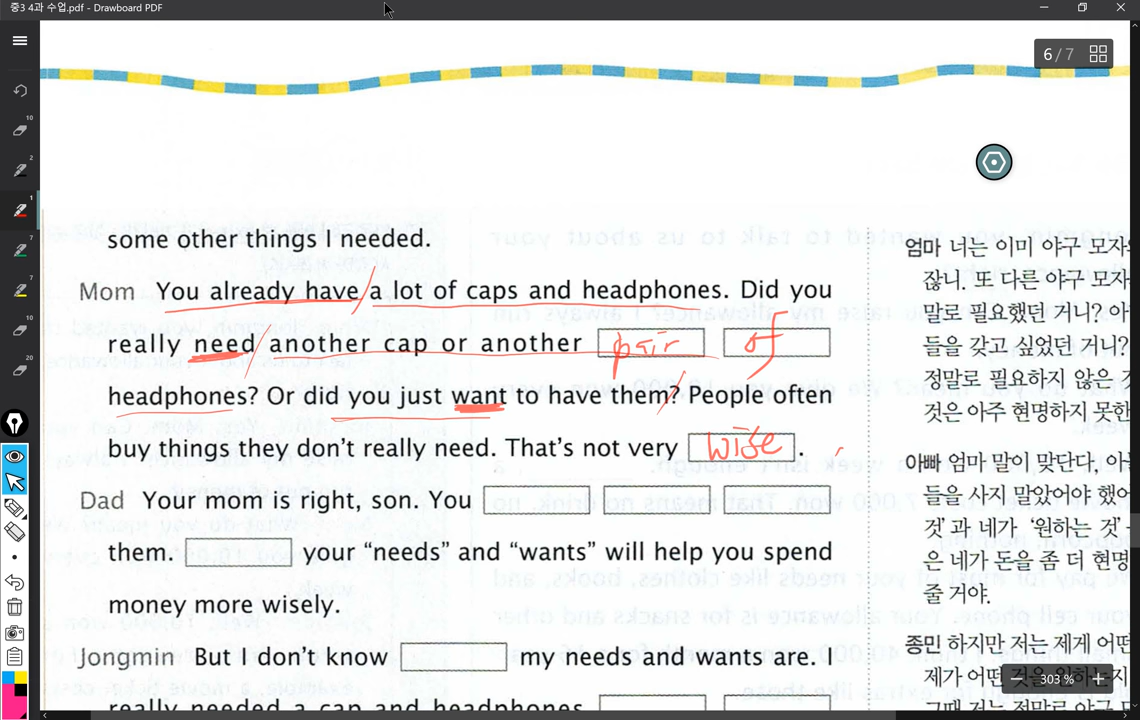 중3 4과 수업.pdf - Drawboard PDF
6 / 7
some other things I needed.
Mom You already have a lot of caps and headphones. Did you
really need another cap or another pair of
headphones? Or did you just want to have them? People often
buy things they don't really need. That's not very wise.
Dad Your mom is right, son. You
them. your “needs” and “wants” will help you spend
money more wisely.
Jongmin But I don't know my needs and wants are.
really needed a cap and headphones
엄마 너는 이미 야구 모자
잖니. 또 다른 야구 모자
말로 필요했던 거니? 아
들을 갖고 싶었던 거니?
정말로 필요하지 않은
것은 아주 현명하지 못한
아빠 엄마 말이 맞단다. 아
들을 사지 말았어야 했어
것’과 네가 ‘원하는 것’
은 네가 돈을 좀 더 현명
줄 거야.
종민 하지만 저는 제게 어떤
제가 어떤 것을 원하는지
303 %
10
2
1
7
7
10
20